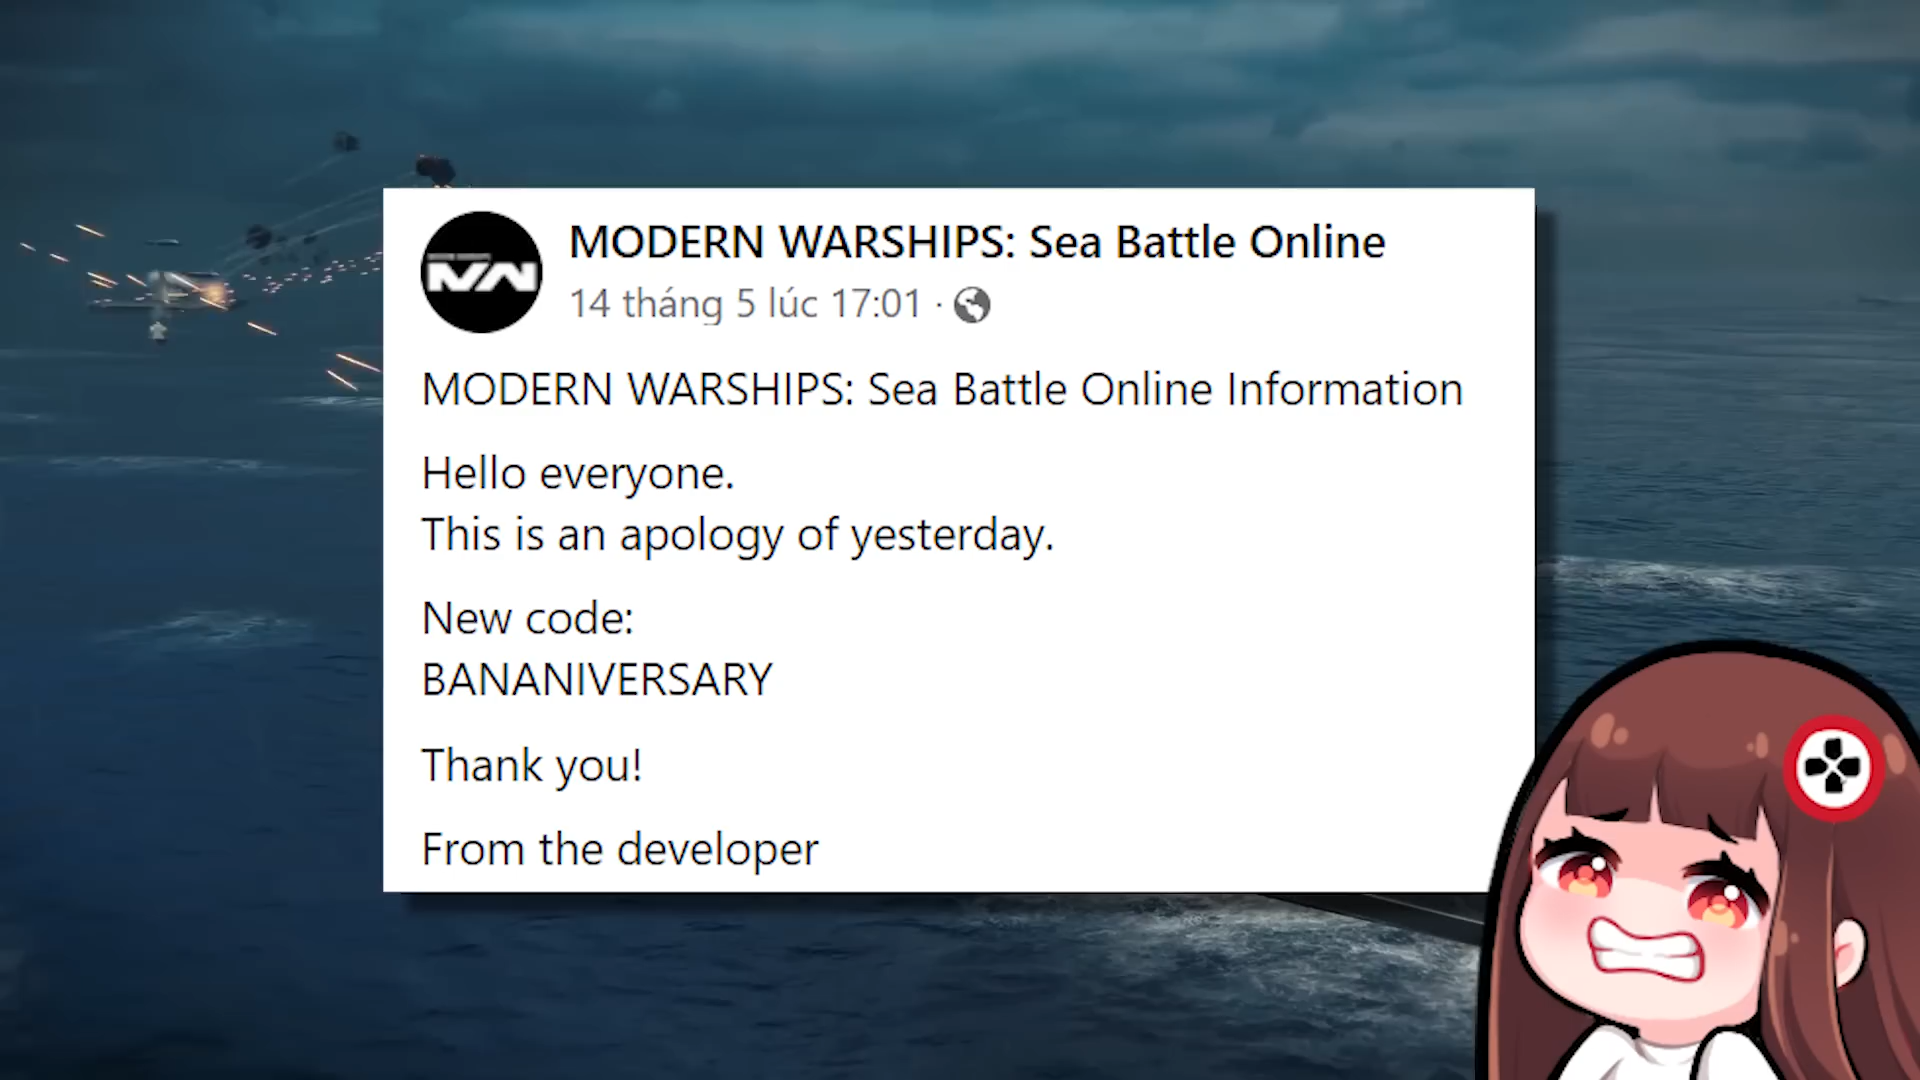 MODERN WARSHIPS: Sea Battle Online
14 tháng 5 lúc 17:01 ·
MODERN WARSHIPS: Sea Battle Online Information
Hello everyone.
This is an apology of yesterday.
New code:
BANANIVERSARY
Thank you!
From the developer